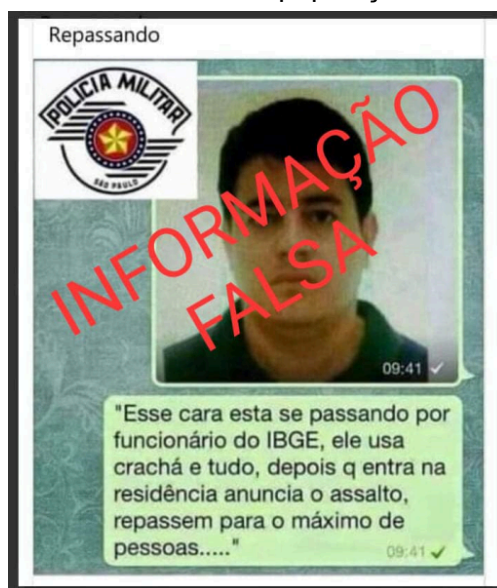 Repassando
POLICIA MILITAR
SÃO PAULO
INFORMAÇÃO
FALSA
09:41
"Esse cara esta se passando por
funcionário do IBGE, ele usa
crachá e tudo, depois q entra na
residência anuncia o assalto,
repassem para o máximo de
pessoas....."
09:41